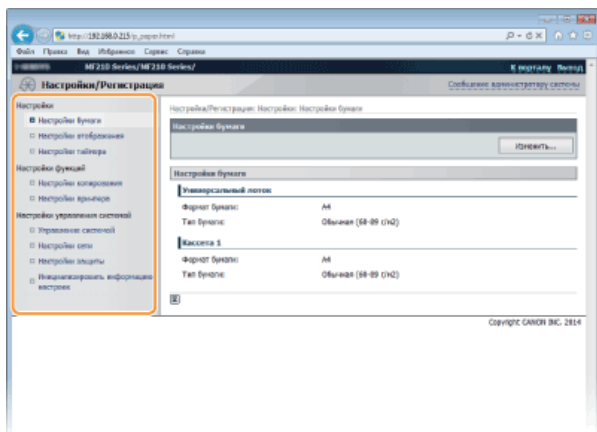 http://192.168.0.215/p_paper.html
Файл Правка Вид Избранное Сервис Справка
MF210 Series/MF210 Series/
К порталу Выход
Настройки/Регистрация
Сообщение администратору системы
Настройки
Настройки бумаги
Настройки отображения
Настройки таймера
Настройки функций
Настройки копирования
Настройки принтера
Настройки управления системой
Управление системой
Настройки сети
Настройки защиты
Инициализировать информацию
настроек
Настройки/Регистрация: Настройки: Настройки бумаги
Настройки бумаги
Изменить...
Настройки бумаги
Универсальный лоток
Формат бумаги: A4
Тип бумаги: Обычная (60-89 г/м2)
Кассета 1
Формат бумаги: A4
Тип бумаги: Обычная (60-89 г/м2)
Copyright CANON INC. 2014